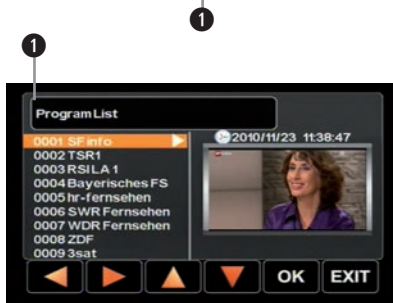 1
1
Program List
0001 SF info
2010/11/23 11:38:47
0002 TSR1
0003 RSI LA 1
0004 Bayerisches FS
0005 hr-fernsehen
0006 SWR Fernsehen
0007 WDR Fernsehen
0008 ZDF
0009 3sat
OK EXIT